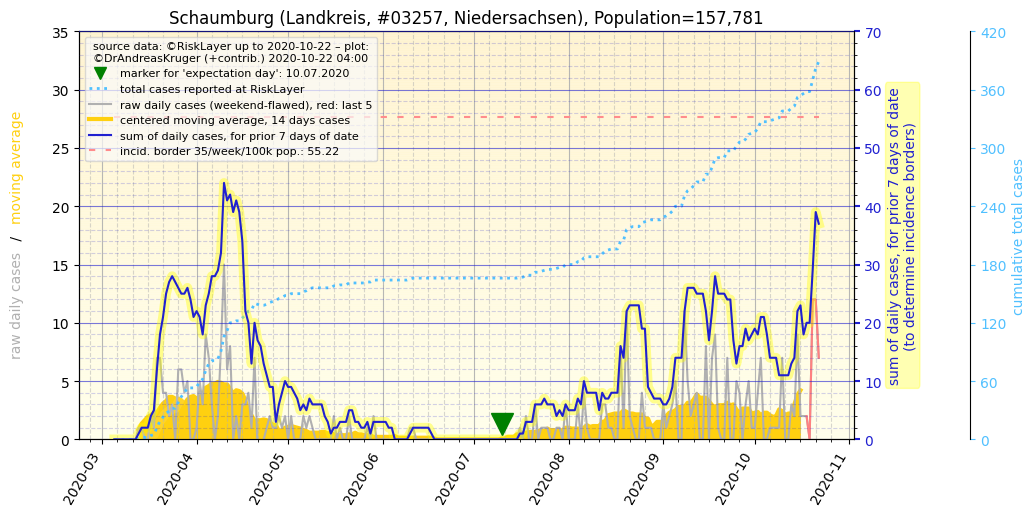 Schaumburg (Landkreis, #03257, Niedersachsen), Population=157,781
source data: ©RiskLayer up to 2020-10-22 – plot:
©DrAndreasKruger (+contrib.) 2020-10-22 04:00
marker for 'expectation day': 10.07.2020
total cases reported at RiskLayer
raw daily cases (weekend-flawed), red: last 5
centered moving average, 14 days cases
sum of daily cases, for prior 7 days of date
incid. border 35/week/100k pop.: 55.22
raw daily cases / moving average
35
30
25
20
15
10
5
0
70
60
50
40
30
20
10
0
sum of daily cases, for prior 7 days of date
(to determine incidence borders)
420
360
300
240
180
120
60
0
cumulative total cases
2020-03
2020-04
2020-05
2020-06
2020-07
2020-08
2020-09
2020-10
2020-11